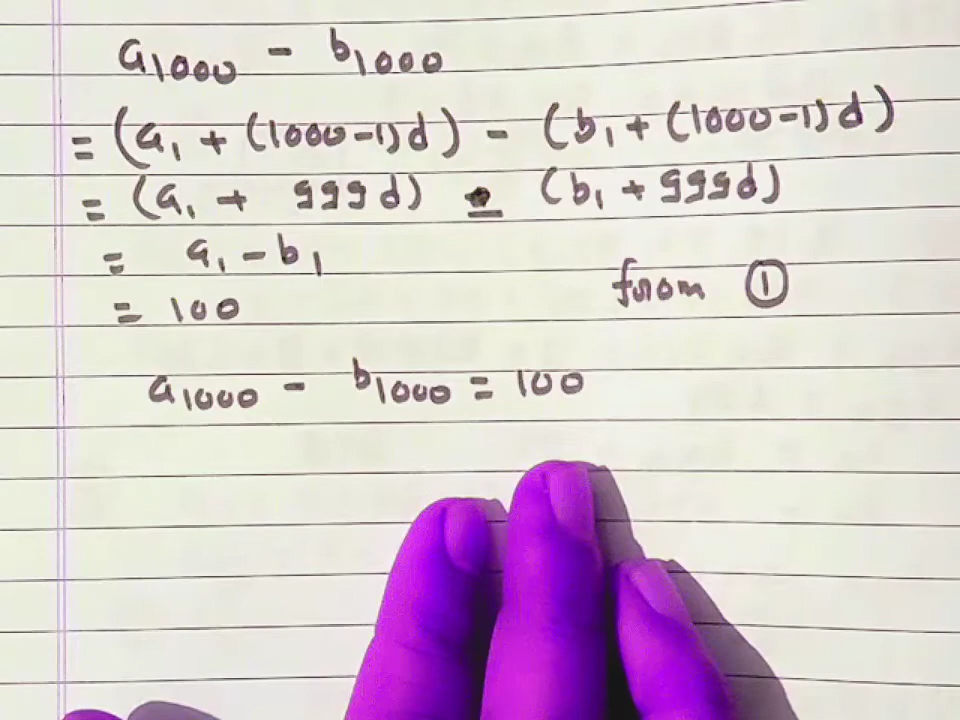 a₁₀₀₀ - b₁₀₀₀
= (a₁ + (1000-1)d) - (b₁ + (1000-1)d)
= (a₁ + 999d) - (b₁ + 999d)
= a₁ - b₁
= 100 from ①
a₁₀₀₀ - b₁₀₀₀ = 100